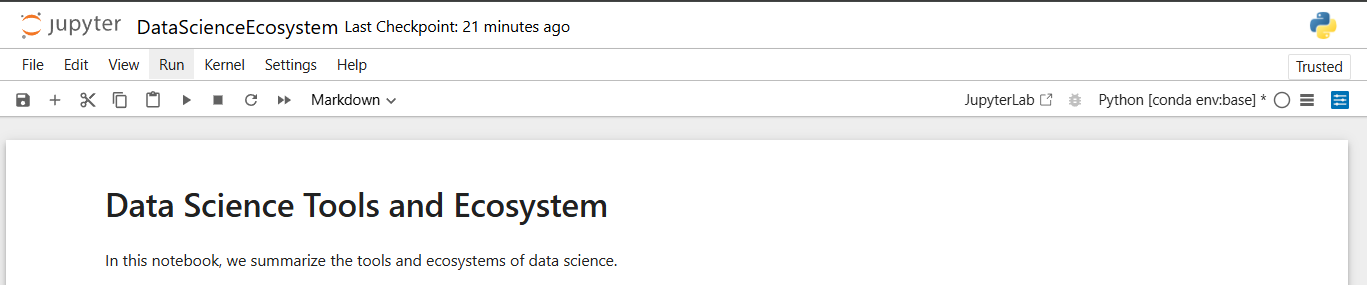 jupyter DataScienceEcosystem Last Checkpoint: 21 minutes ago
File Edit View Run Kernel Settings Help Trusted
Markdown JupyterLab Python [conda env:base] *
Data Science Tools and Ecosystem
In this notebook, we summarize the tools and ecosystems of data science.